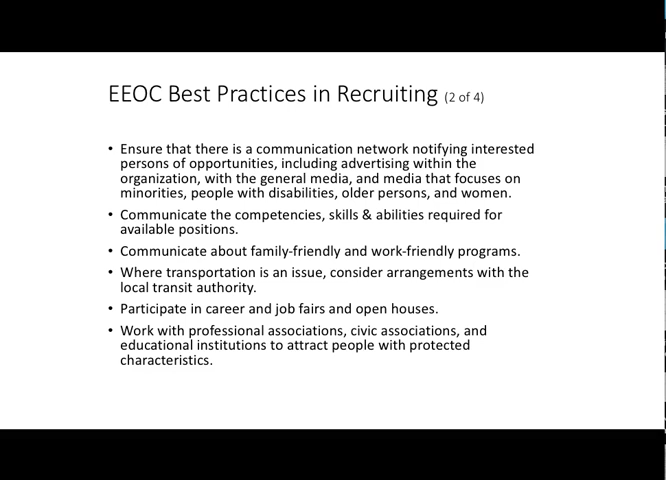 EEOC Best Practices in Recruiting (2 of 4)
• Ensure that there is a communication network notifying interested
persons of opportunities, including advertising within the
organization, with the general media, and media that focuses on
minorities, people with disabilities, older persons, and women.
• Communicate the competencies, skills & abilities required for
available positions.
• Communicate about family-friendly and work-friendly programs.
• Where transportation is an issue, consider arrangements with the
local transit authority.
• Participate in career and job fairs and open houses.
• Work with professional associations, civic associations, and
educational institutions to attract people with protected
characteristics.